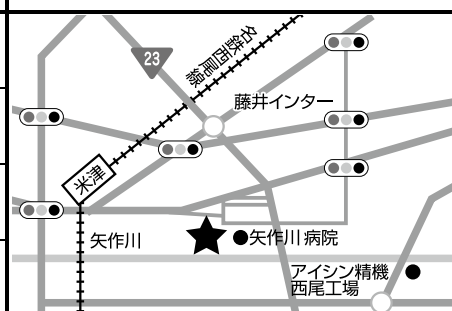 名鉄西尾線
23
藤井インター
米津
矢作川
矢作川病院
アイシン精機
西尾工場